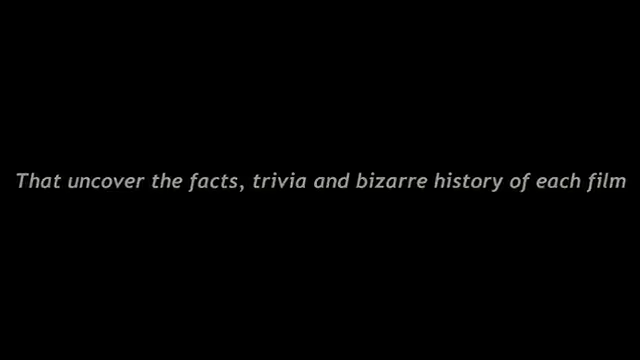 That uncover the facts, trivia and bizarre history of each film